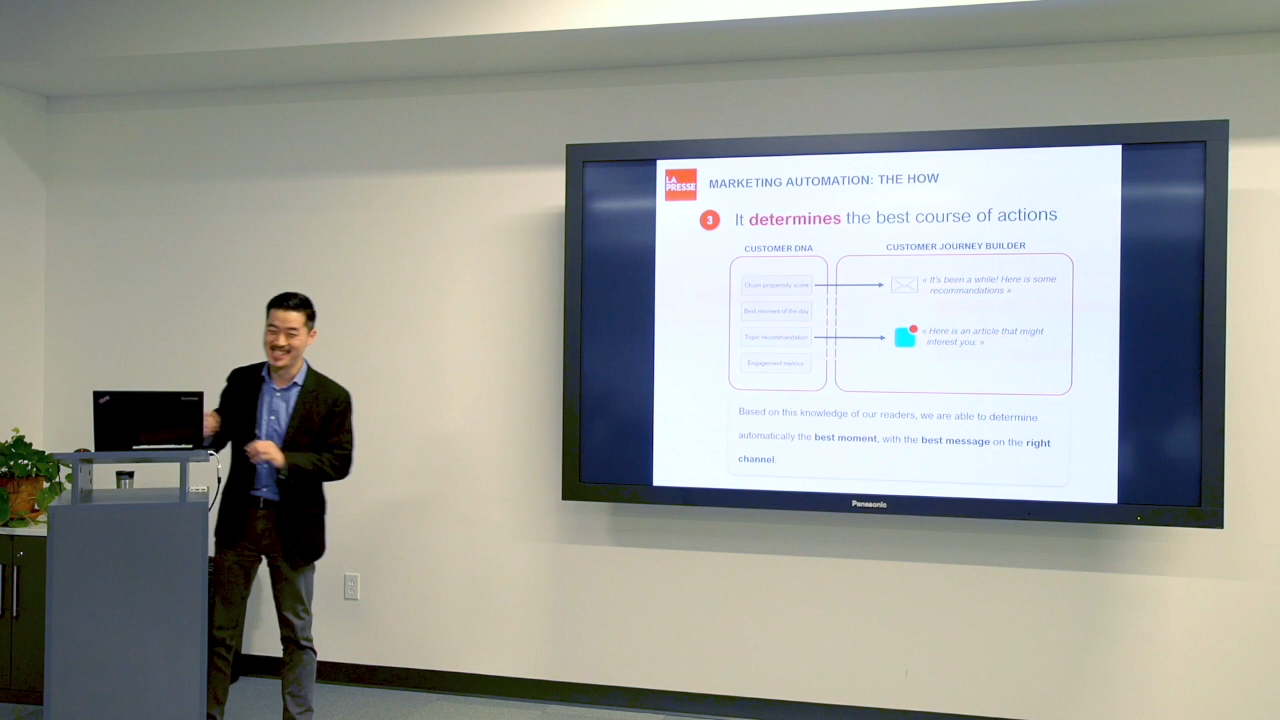 LA
PRESSE
MARKETING AUTOMATION: THE HOW
3
It determines the best course of actions
CUSTOMER DNA
CUSTOMER JOURNEY BUILDER
Churn propensity score
« It's been a while! Here is some
recommandations »
Best moment of the day
Topic recommandation
« Here is an article that might
interest you. »
Engagement metrics
Based on this knowledge of our readers, we are able to determine
automatically the best moment, with the best message on the right
channel.
Panasonic